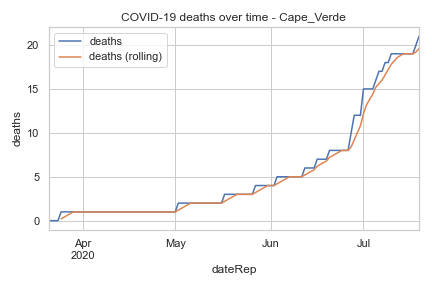 COVID-19 deaths over time - Cape_Verde
deaths
deaths (rolling)
deaths
20
15
10
5
0
Apr
2020
May
Jun
Jul
dateRep